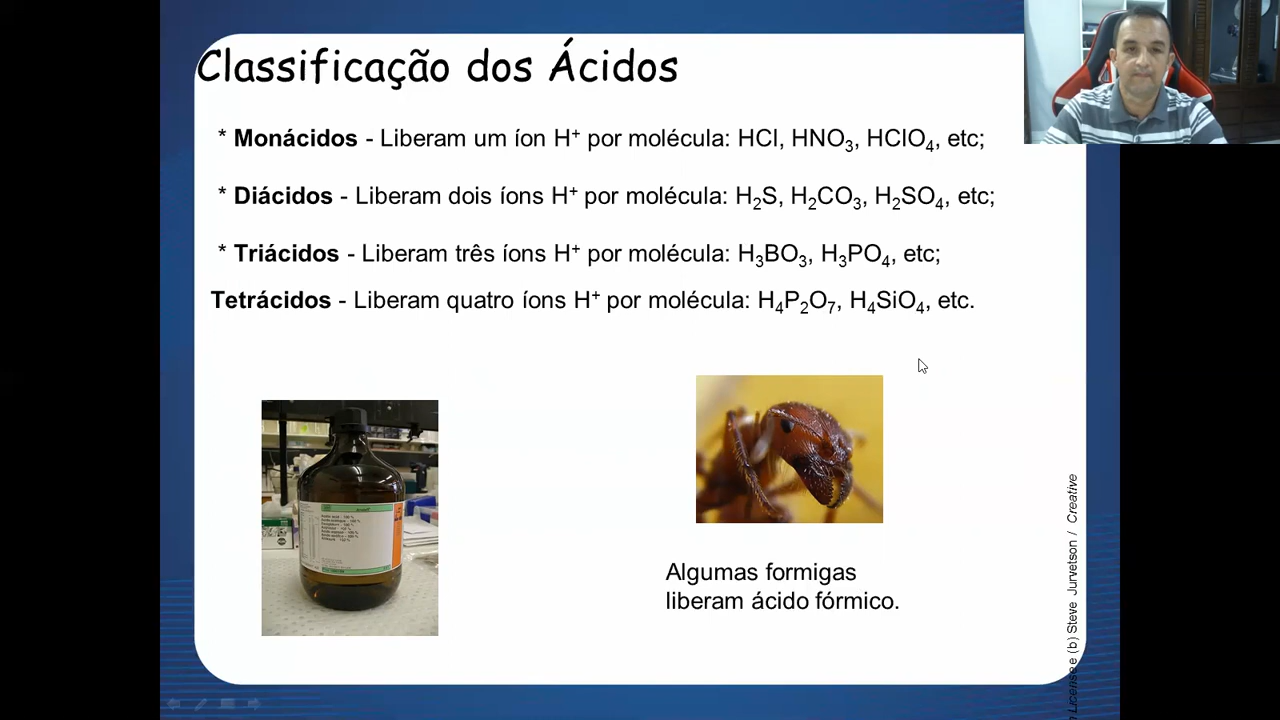 Classificação dos Ácidos
* Monácidos - Liberam um íon H⁺ por molécula: HCl, HNO₃, HClO₄, etc;
* Diácidos - Liberam dois íons H⁺ por molécula: H₂S, H₂CO₃, H₂SO₄, etc;
* Triácidos - Liberam três íons H⁺ por molécula: H₃BO₃, H₃PO₄, etc;
Tetrácidos - Liberam quatro íons H⁺ por molécula: H₄P₂O₇, H₄SiO₄, etc.
Algumas formigas
liberam ácido fórmico.
License e (b) Steve Jurvetson / Creative